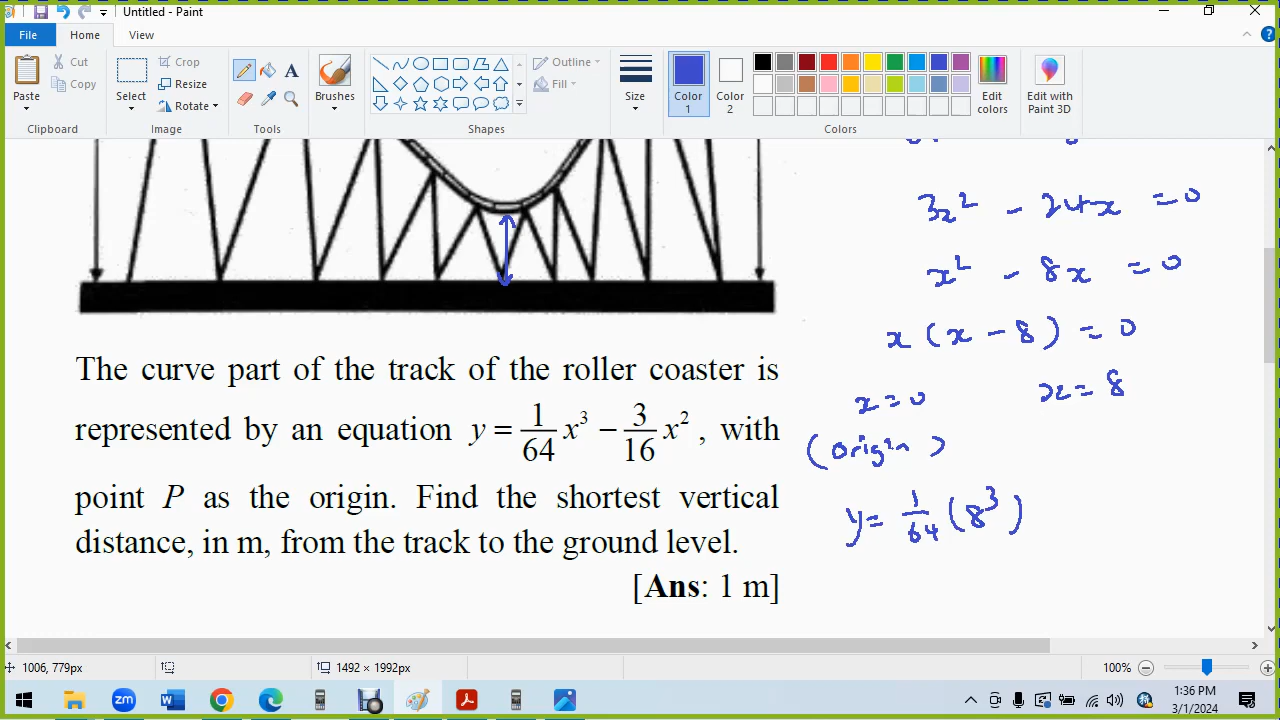 Untitled - Paint
File Home View
Paste
Cut
Copy
Clipboard
Select
Crop
Resize
Rotate
Image
A
Tools
Brushes
Outline
Fill
Shapes
Size
Color 1
Color 2
Edit colors
Edit with Paint 3D
Colors
3x² - 24x = 0
x² - 8x = 0
x (x - 8) = 0
x = 0 x = 8
(origin)
y = 1/64 (8³)
The curve part of the track of the roller coaster is
represented by an equation y = 1/64 x³ − 3/16 x², with
point P as the origin. Find the shortest vertical
distance, in m, from the track to the ground level.
[Ans: 1 m]
1006, 779px
1492 × 1992px
100%
zm
W
1:36 PM
3/1/2024